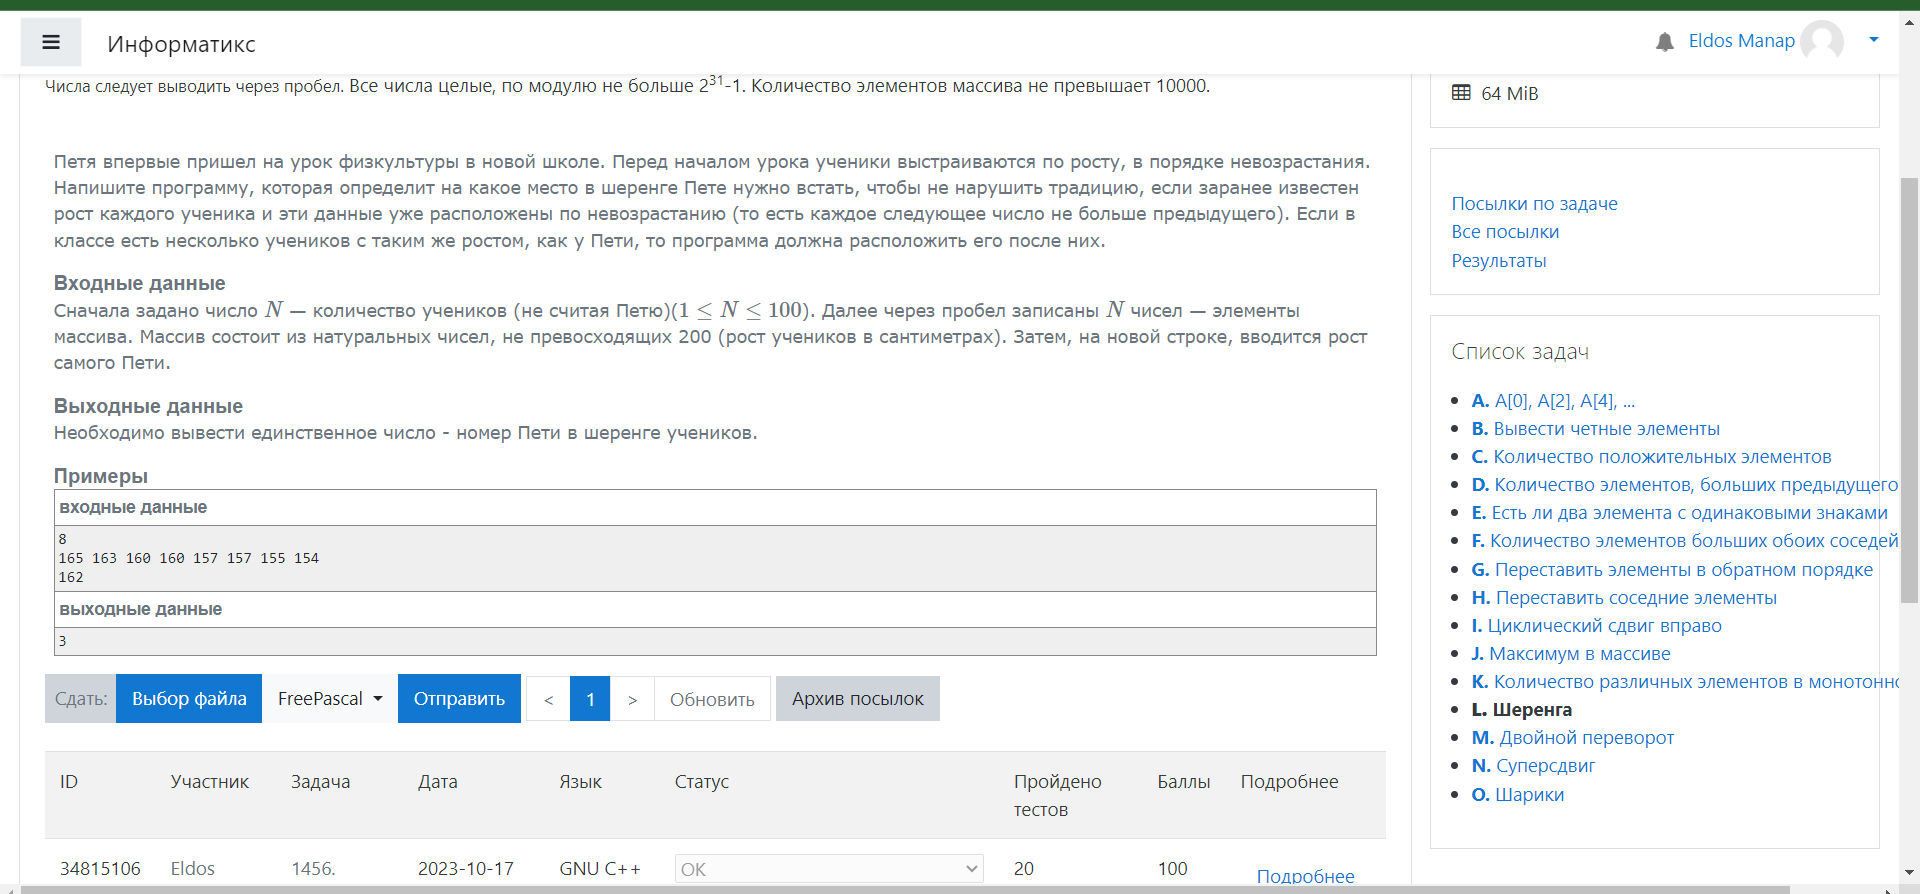 Информатикс
Eldos Manap
Числа следует выводить через пробел. Все числа целые, по модулю не больше 2^31-1. Количество элементов массива не превышает 10000.
Петя впервые пришел на урок физкультуры в новой школе. Перед началом урока ученики выстраиваются по росту, в порядке невозрастания.
Напишите программу, которая определит на какое место в шеренге Пете нужно встать, чтобы не нарушить традицию, если заранее известен
рост каждого ученика и эти данные уже расположены по невозрастанию (то есть каждое следующее число не больше предыдущего). Если в
классе есть несколько учеников с таким же ростом, как у Пети, то программа должна расположить его после них.
Входные данные
Сначала задано число N — количество учеников (не считая Петю)(1 ≤ N ≤ 100). Далее через пробел записаны N чисел — элементы
массива. Массив состоит из натуральных чисел, не превосходящих 200 (рост учеников в сантиметрах). Затем, на новой строке, вводится рост
самого Пети.
Выходные данные
Необходимо вывести единственное число - номер Пети в шеренге учеников.
Примеры
входные данные
8
165 163 160 160 157 157 155 154
162
выходные данные
3
Сдать: Выбор файла FreePascal Отправить < 1 > Обновить Архив посылок
ID Участник Задача Дата Язык Статус Пройдено тестов Баллы Подробнее
34815106 Eldos 1456. 2023-10-17 GNU C++ OK 20 100 Подробнее
64 MiB
Посылки по задаче
Все посылки
Результаты
Список задач
A. A[0], A[2], A[4], ...
B. Вывести четные элементы
C. Количество положительных элементов
D. Количество элементов, больших предыдущего
E. Есть ли два элемента с одинаковыми знаками
F. Количество элементов больших обоих соседей
G. Переставить элементы в обратном порядке
H. Переставить соседние элементы
I. Циклический сдвиг вправо
J. Максимум в массиве
K. Количество различных элементов в монотонно
L. Шеренга
M. Двойной переворот
N. Суперсдвиг
O. Шарики